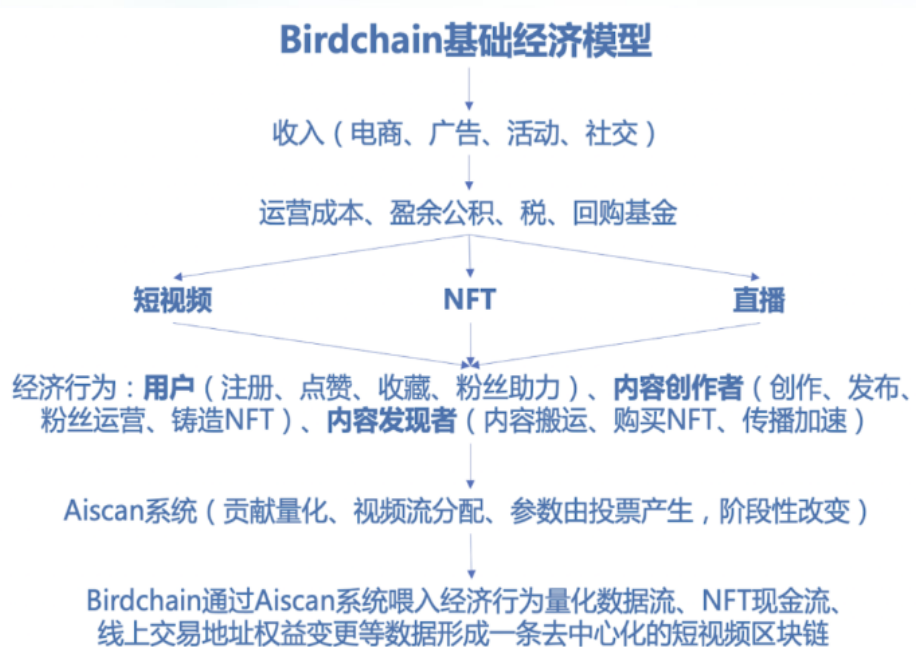 Birdchain基础经济模型
收入（电商、广告、活动、社交）
运营成本、盈余公积、税、回购基金
短视频
NFT
直播
经济行为：用户（注册、点赞、收藏、粉丝助力）、内容创作者（创作、发布、
粉丝运营、铸造NFT）、内容发现者（内容搬运、购买NFT、传播加速）
Aiscan系统（贡献量化、视频流分配、参数由投票产生，阶段性改变）
Birdchain通过Aiscan系统喂入经济行为量化数据流、NFT现金流、
线上交易地址权益变更等数据形成一条去中心化的短视频区块链